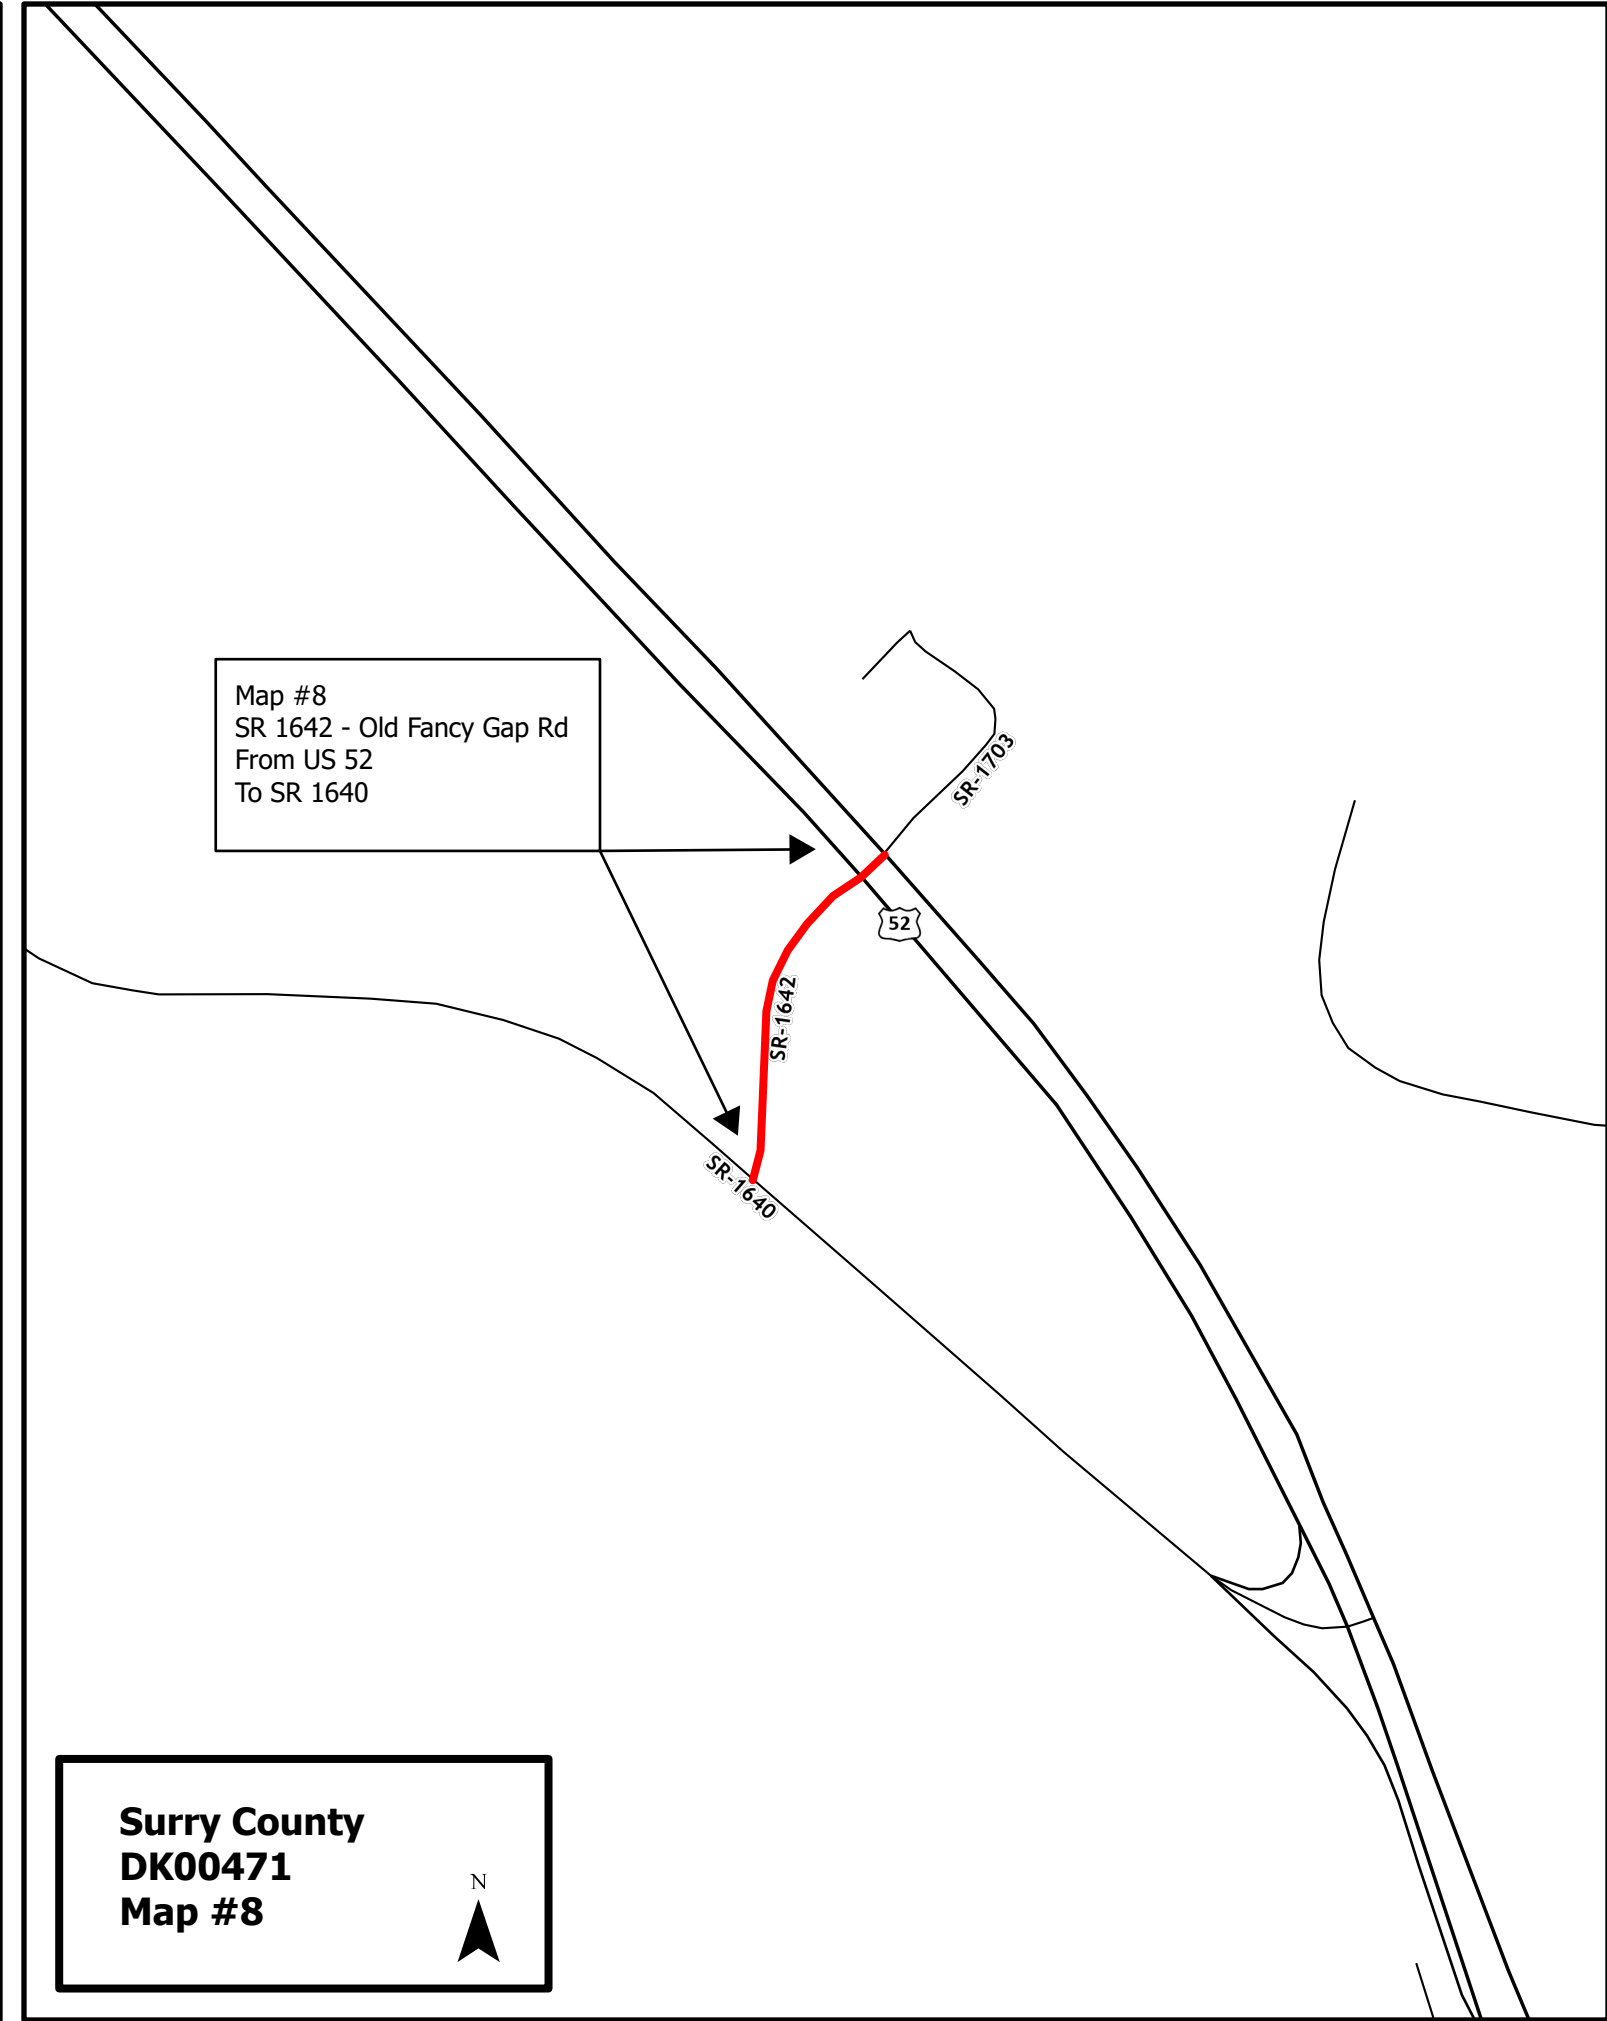 Map #8
SR 1642 - Old Fancy Gap Rd
From US 52
To SR 1640
SR-1703
52
SR-1642
SR-1640
Surry County
DK00471
Map #8
N